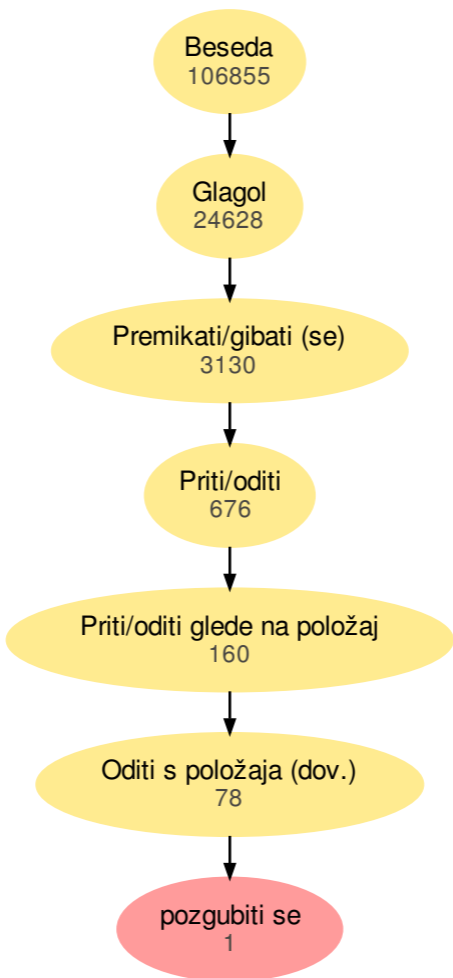 Beseda
106855
Glagol
24628
Premikati/gibati (se)
3130
Priti/oditi
676
Priti/oditi glede na položaj
160
Oditi s položaja (dov.)
78
pozgubiti se
1